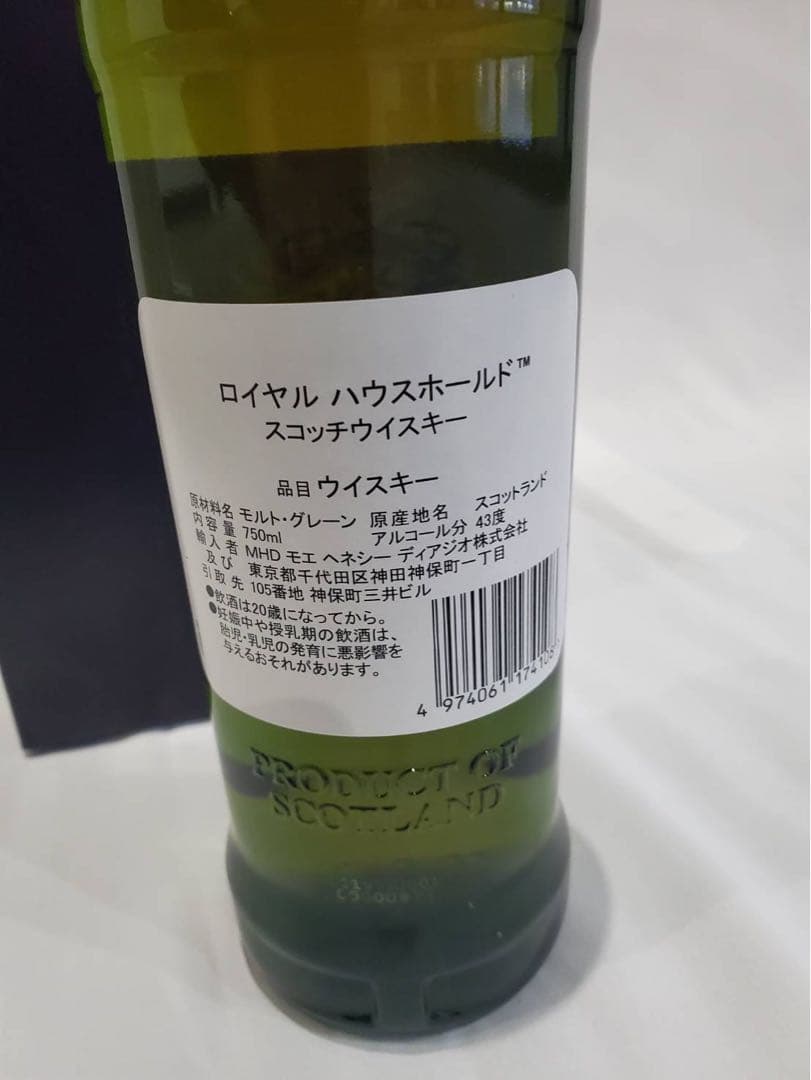 ロイヤル ハウスホールド™
スコッチウイスキー
品目 ウイスキー
原材料名 モルト・グレーン 原産地名 スコットランド
内容量 750ml アルコール分 43度
輸入者 MHD モエ ヘネシー ディアジオ株式会社
及び 東京都千代田区神田神保町一丁目
引取先 105番地 神保町三井ビル
●飲酒は20歳になってから。
●妊娠中や授乳期の飲酒は、
胎児・乳児の発育に悪影響を
与えるおそれがあります。
4 974061 174108
PRODUCT OF
SCOTLAND